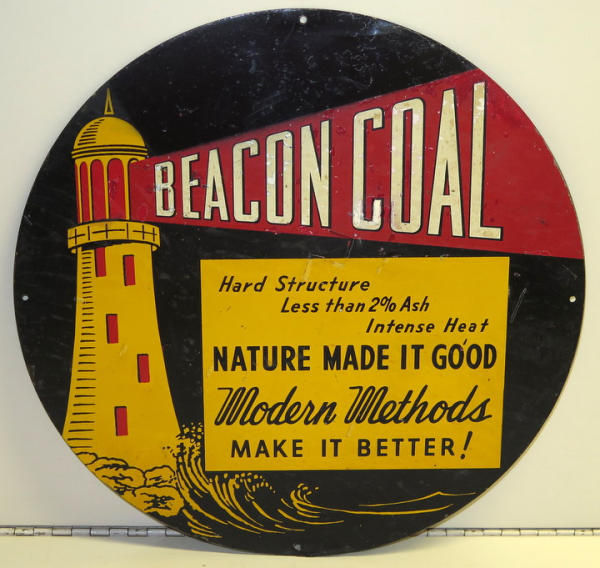 BEACON COAL
Hard Structure
Less than 2% Ash
Intense Heat
NATURE MADE IT GOOD
Modern Methods
MAKE IT BETTER!